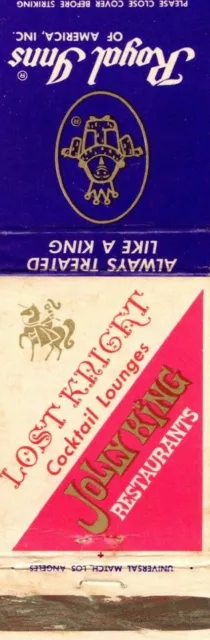 PLEASE CLOSE COVER BEFORE STRIKING
Royal Inns®
OF AMERICA, INC.
®
ALWAYS TREATED
LIKE A KING
LOST KNIGHT
Cocktail Lounges
JOLLY KING
RESTAURANTS
UNIVERSAL MATCH, LOS ANGELES